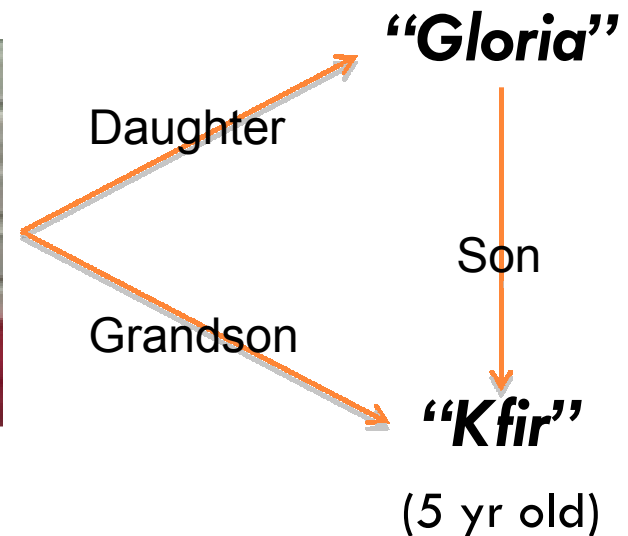 “Gloria”
Daughter
Son
Grandson
“Kfir”
(5 yr old)